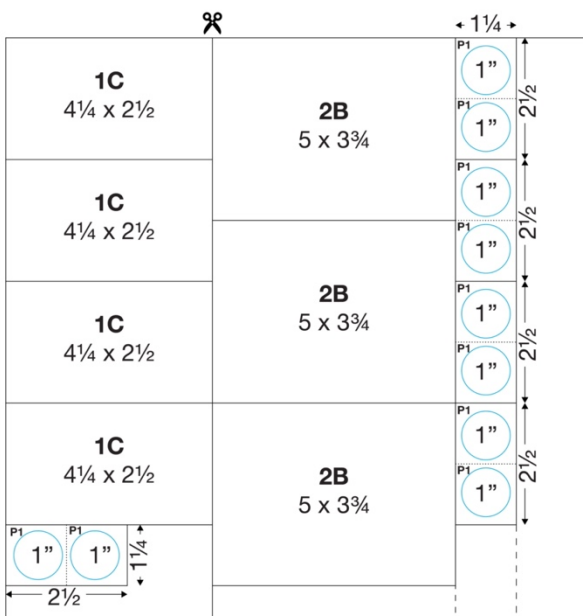 1¼
1C
4¼ x 2½
2B
5 x 3¾
P1
1”
P1
1”
2½
1C
4¼ x 2½
P1
1”
P1
1”
2½
1C
4¼ x 2½
2B
5 x 3¾
P1
1”
P1
1”
2½
1C
4¼ x 2½
2B
5 x 3¾
P1
1”
P1
1”
2½
P1 P1
1” 1”
1¼
2½